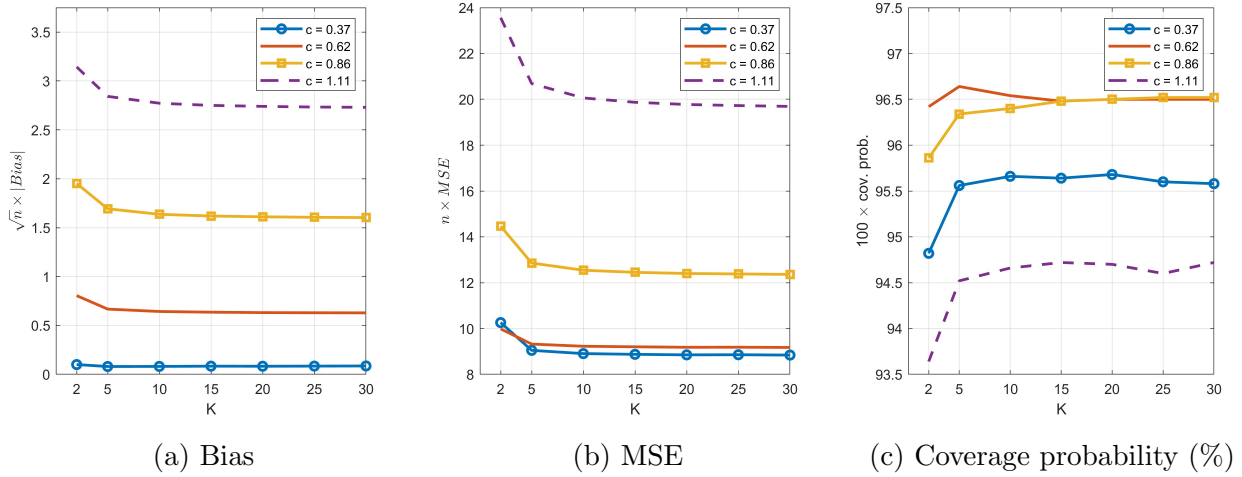 3.5
3
2.5
2
1.5
1
0.5
0
√n × |Bias|
2 5 10 15 20 25 30
K
c = 0.37
c = 0.62
c = 0.86
c = 1.11
(a) Bias
24
22
20
18
16
14
12
10
8
n × MSE
2 5 10 15 20 25 30
K
c = 0.37
c = 0.62
c = 0.86
c = 1.11
(b) MSE
97.5
97
96.5
96
95.5
95
94.5
94
93.5
100 × cov. prob.
2 5 10 15 20 25 30
K
c = 0.37
c = 0.62
c = 0.86
c = 1.11
(c) Coverage probability (%)